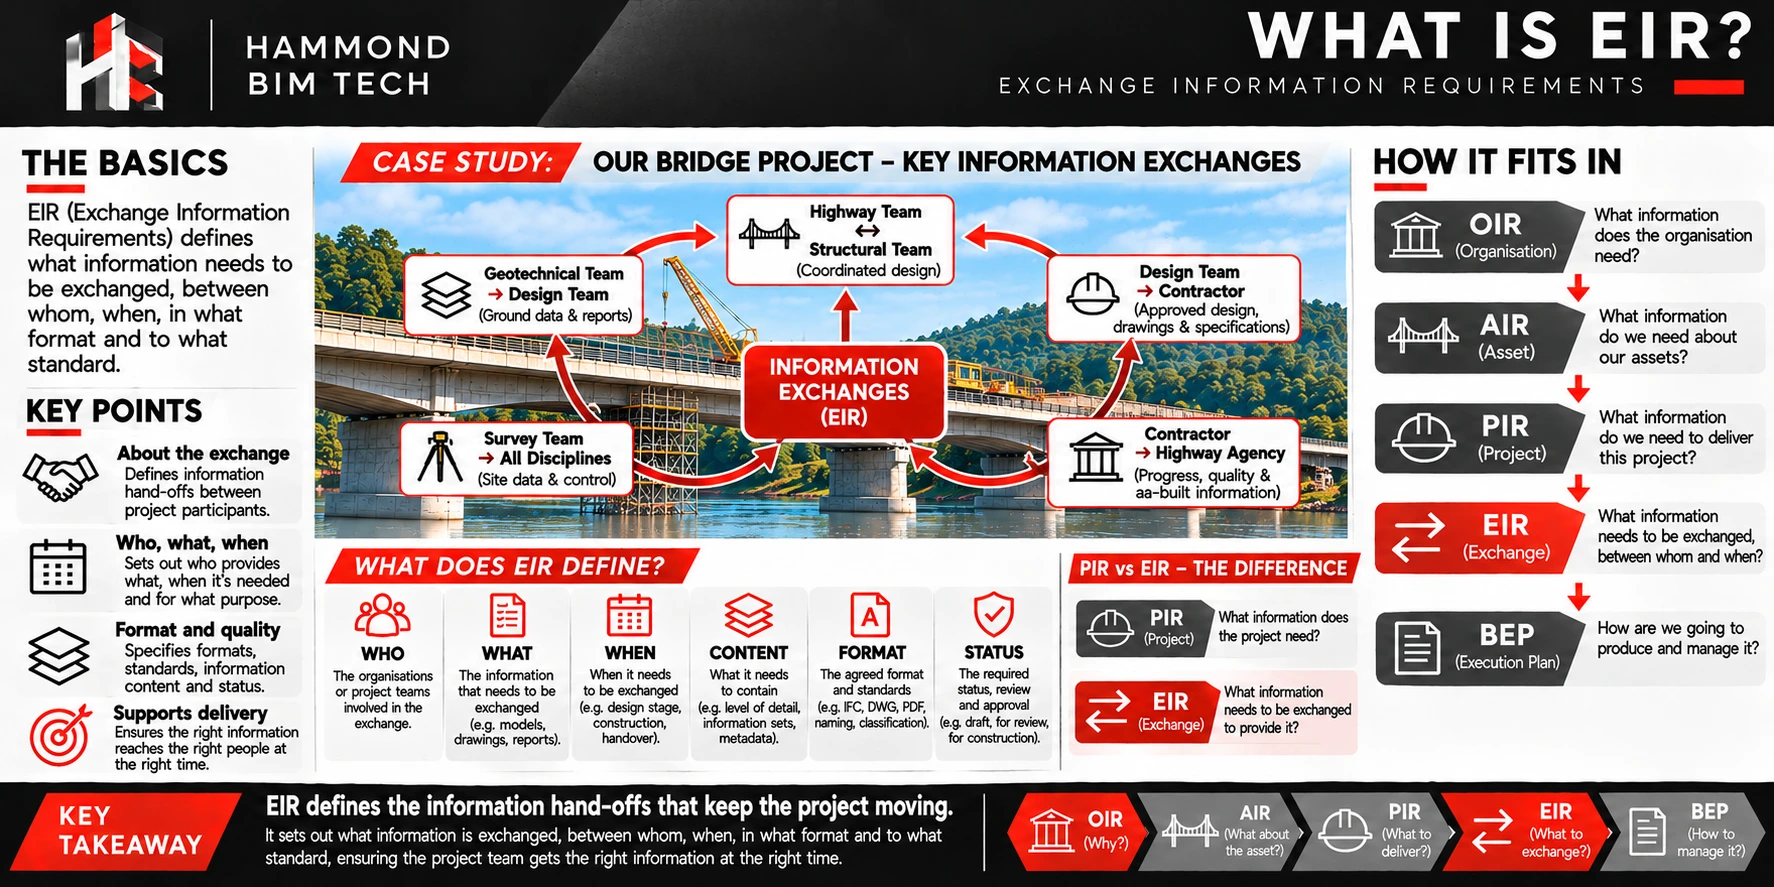 HAMMOND
BIM TECH
WHAT IS EIR?
EXCHANGE INFORMATION REQUIREMENTS
THE BASICS
EIR (Exchange Information
Requirements) defines
what information needs to
be exchanged, between
whom, when, in what
format and to what
standard.
KEY POINTS
About the exchange
Defines information
hand-offs between
project participants.
Who, what, when
Sets out who provides
what, when it's needed
and for what purpose.
Format and quality
Specifies formats,
standards, information
content and status.
Supports delivery
Ensures the right information
reaches the right people at
the right time.
CASE STUDY:
OUR BRIDGE PROJECT – KEY INFORMATION EXCHANGES
Highway Team
↔
Structural Team
(Coordinated design)
Geotechnical Team
→ Design Team
(Ground data & reports)
Design Team
→ Contractor
(Approved design,
drawings & specifications)
INFORMATION
EXCHANGES
(EIR)
Survey Team
→ All Disciplines
(Site data & control)
Contractor
→ Highway Agency
(Progress, quality &
aa-built information)
WHAT DOES EIR DEFINE?
WHO
The organisations
or project teams
involved in the
exchange.
WHAT
The information
that needs to be
exchanged
(e.g. models,
drawings, reports).
WHEN
When it needs
to be exchanged
(e.g. design stage,
construction,
handover).
CONTENT
What it needs
to contain
(e.g. level of detail,
information sets,
metadata).
A
FORMAT
The agreed format
and standards
(e.g. IFC, DWG, PDF,
naming, classification).
STATUS
The required
status, review
and approval
(e.g. draft, for review,
for construction).
PIR vs EIR – THE DIFFERENCE
PIR
(Project)
What information does
the project need?
EIR
(Exchange)
What information
needs to be exchanged
to provide it?
HOW IT FITS IN
OIR
(Organisation)
What information
does the organisation
need?
AIR
(Asset)
What information
do we need about
our assets?
PIR
(Project)
What information
do we need to deliver
this project?
EIR
(Exchange)
What information
needs to be exchanged,
between whom and when?
BEP
(Execution Plan)
How are we going to
produce and manage it?
KEY
TAKEAWAY
EIR defines the information hand-offs that keep the project moving.
It sets out what information is exchanged, between whom, when, in what format and to what
standard, ensuring the project team gets the right information at the right time.
OIR
(Why?)
AIR
(What about
the asset?)
PIR
(What to
deliver?)
EIR
(What to
exchange?)
BEP
(How to
manage it?)